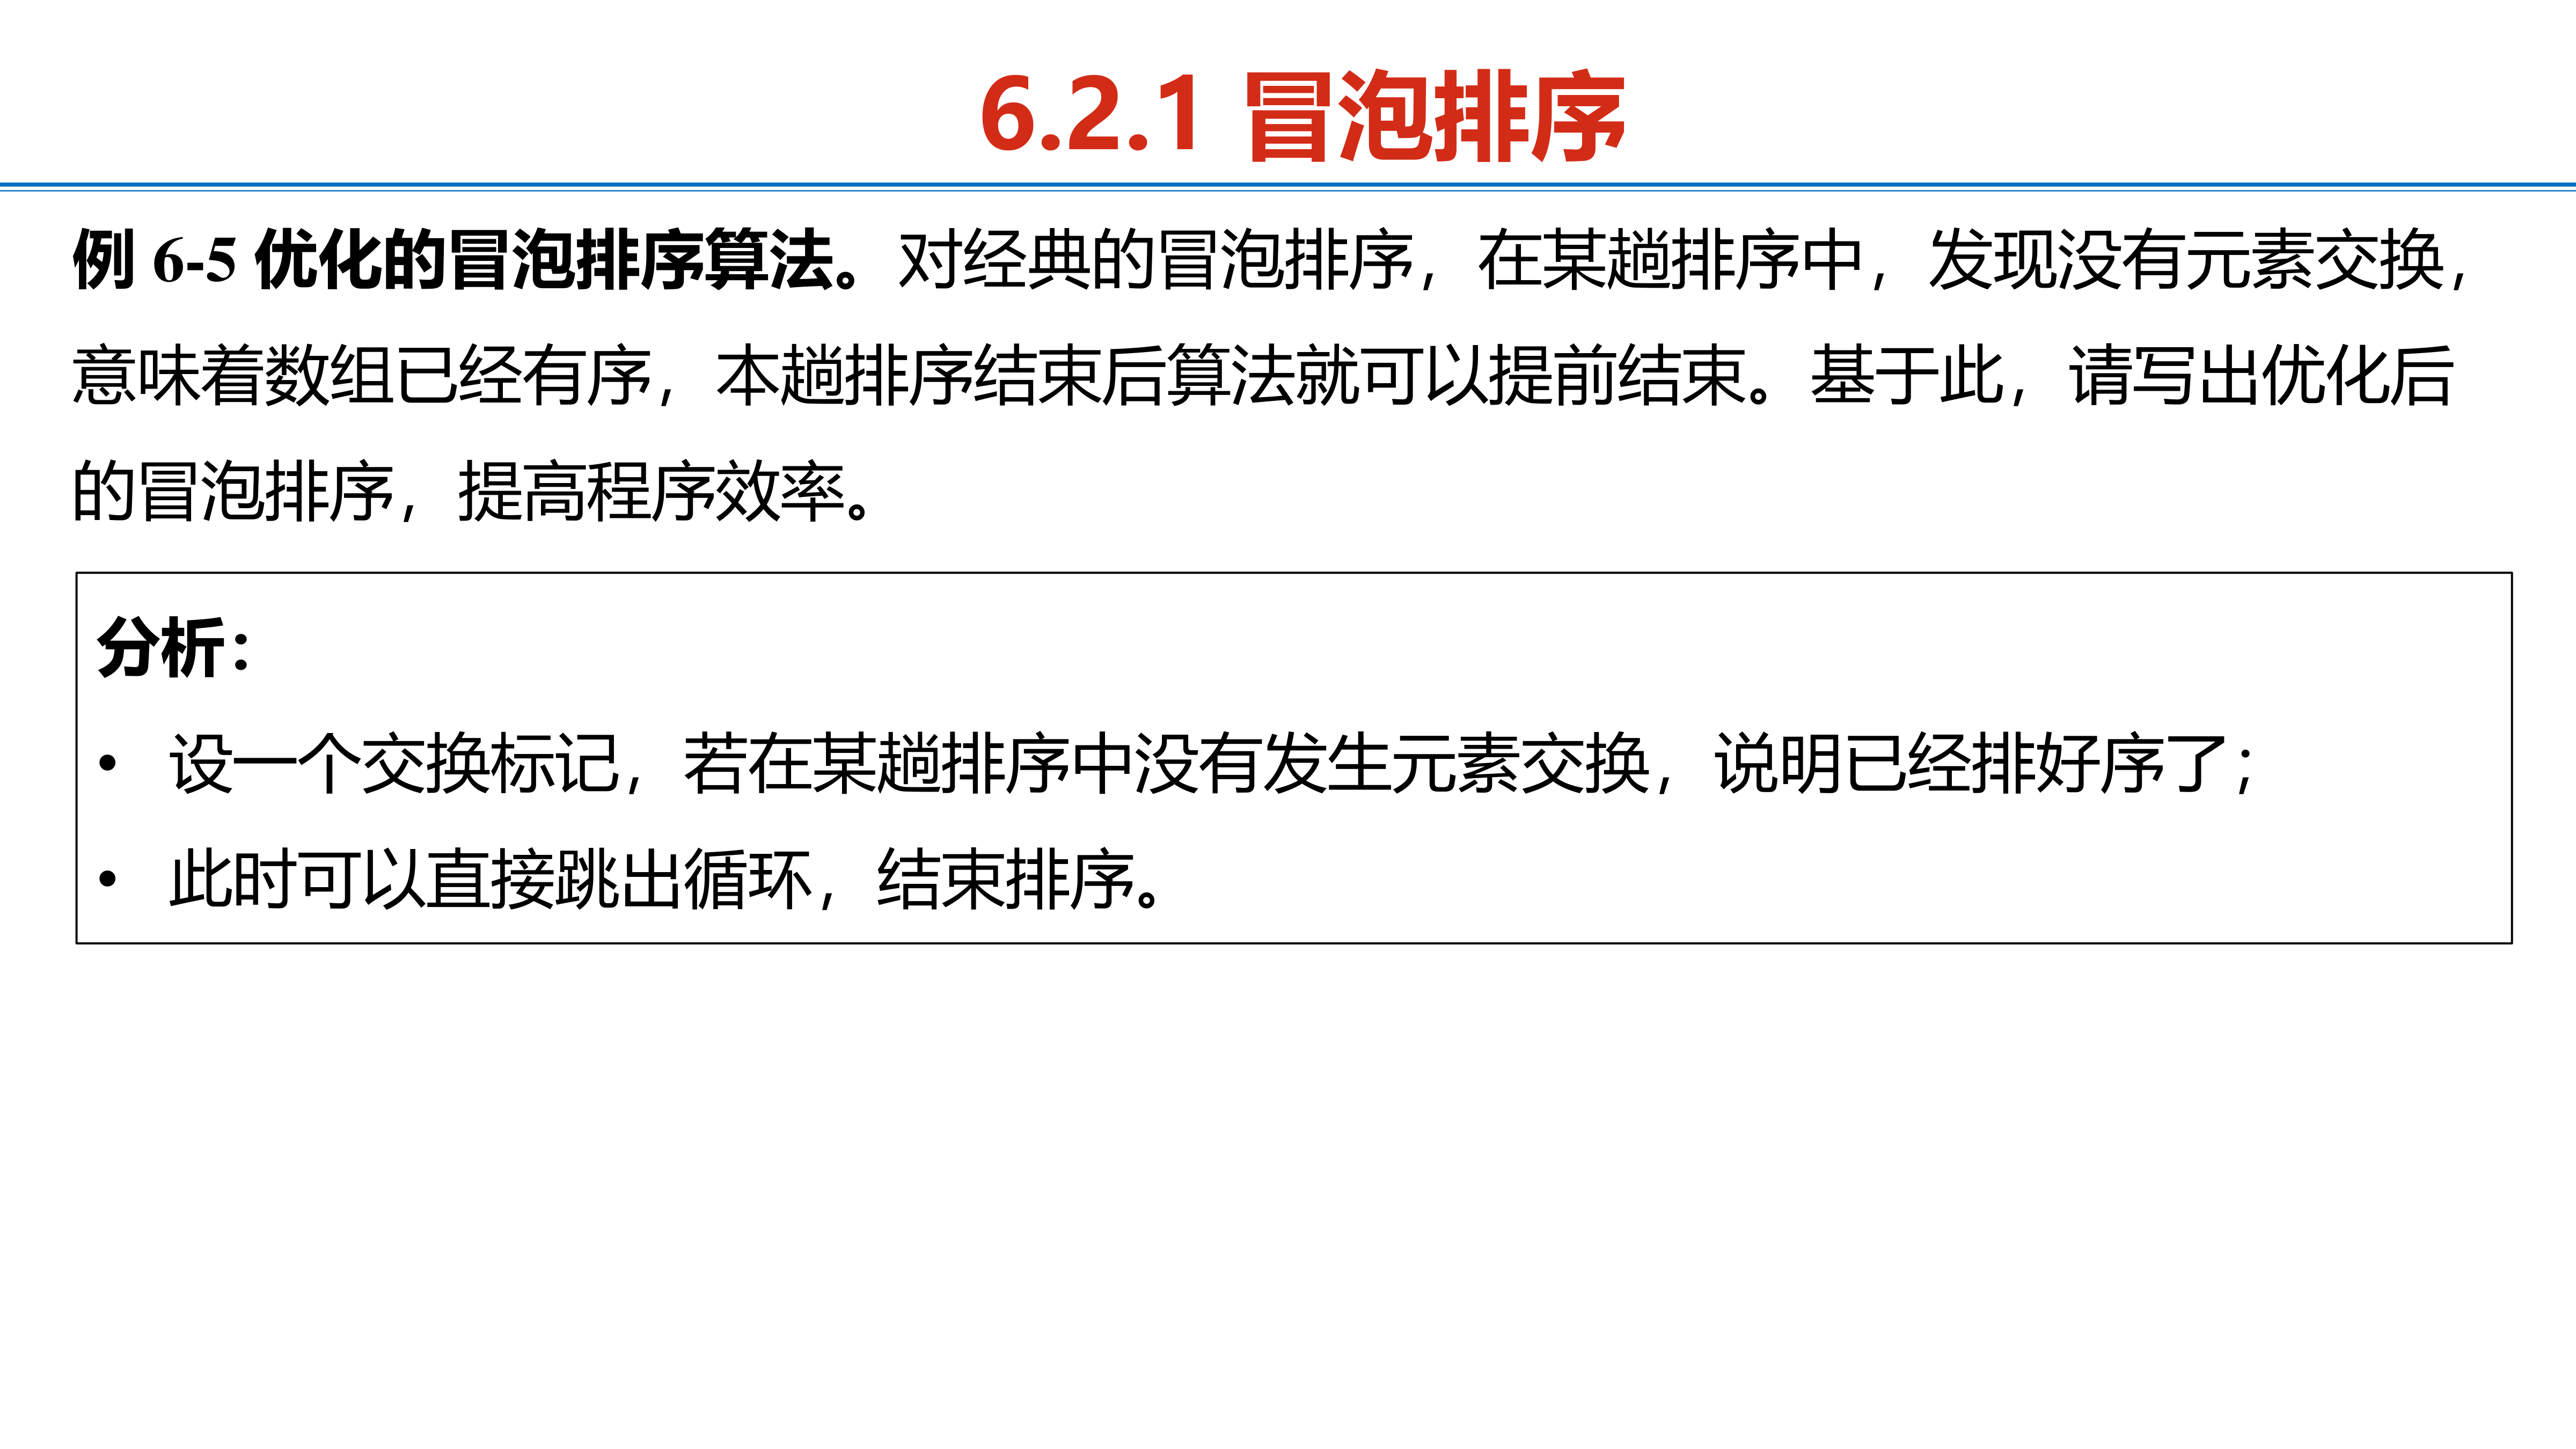 6.2.1 冒泡排序
例 6-5 优化的冒泡排序算法。对经典的冒泡排序，在某趟排序中，发现没有元素交换，
意味着数组已经有序，本趟排序结束后算法就可以提前结束。基于此，请写出优化后
的冒泡排序，提高程序效率。
分析：
• 设一个交换标记，若在某趟排序中没有发生元素交换，说明已经排好序了；
• 此时可以直接跳出循环，结束排序。